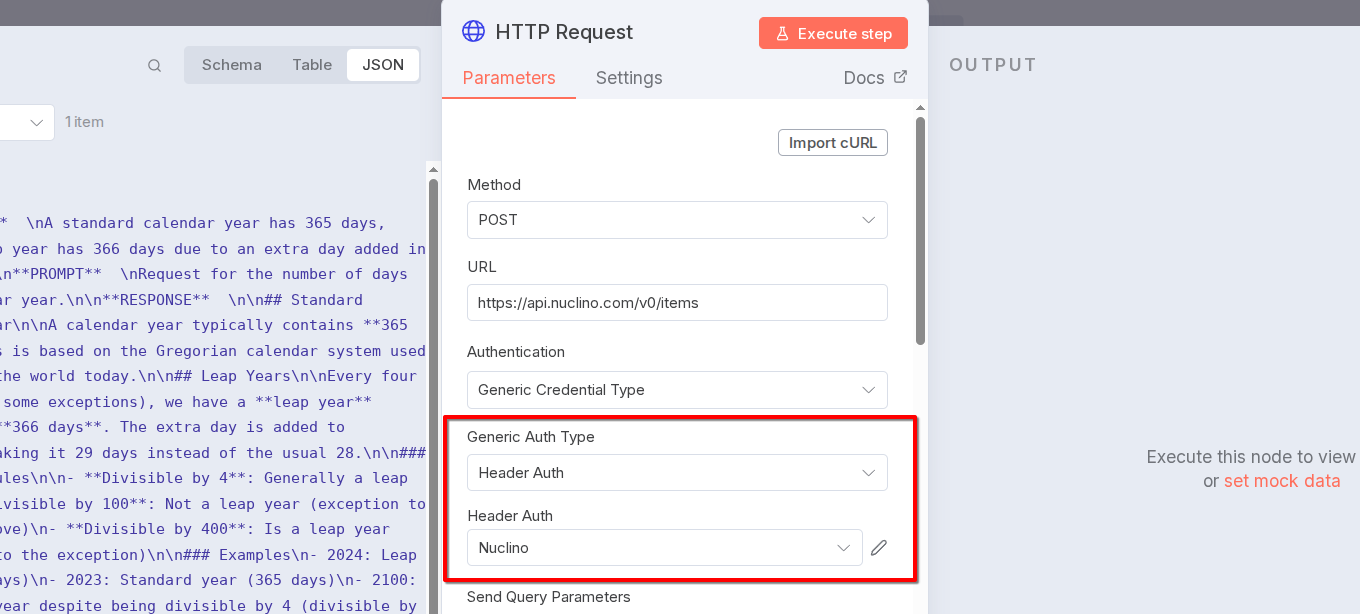 HTTP Request
Execute step
Schema
Table
JSON
Parameters
Settings
Docs
OUTPUT
1 item
Import cURL
Method
POST
URL
https://api.nuclino.com/v0/items
Authentication
Generic Credential Type
Generic Auth Type
Header Auth
Header Auth
Nuclino
Send Query Parameters
*  \nA standard calendar year has 365 days,
year has 366 days due to an extra day added in
\n**PROMPT**  \nRequest for the number of days
ar year.\n\n**RESPONSE**  \n\n## Standard
ar\n\nA calendar year typically contains **365
s is based on the Gregorian calendar system used
the world today.\n\n## Leap Years\n\nEvery four
some exceptions), we have a **leap year**
**366 days**. The extra day is added to
aking it 29 days instead of the usual 28.\n\n###
ules\n\n- **Divisible by 4**: Generally a leap
ivisible by 100**: Not a leap year (exception to
ove)\n- **Divisible by 400**: Is a leap year
to the exception)\n\n### Examples\n- 2024: Leap
ays)\n- 2023: Standard year (365 days)\n- 2100:
year despite being divisible by 4 (divisible by
Execute this node to view
or set mock data